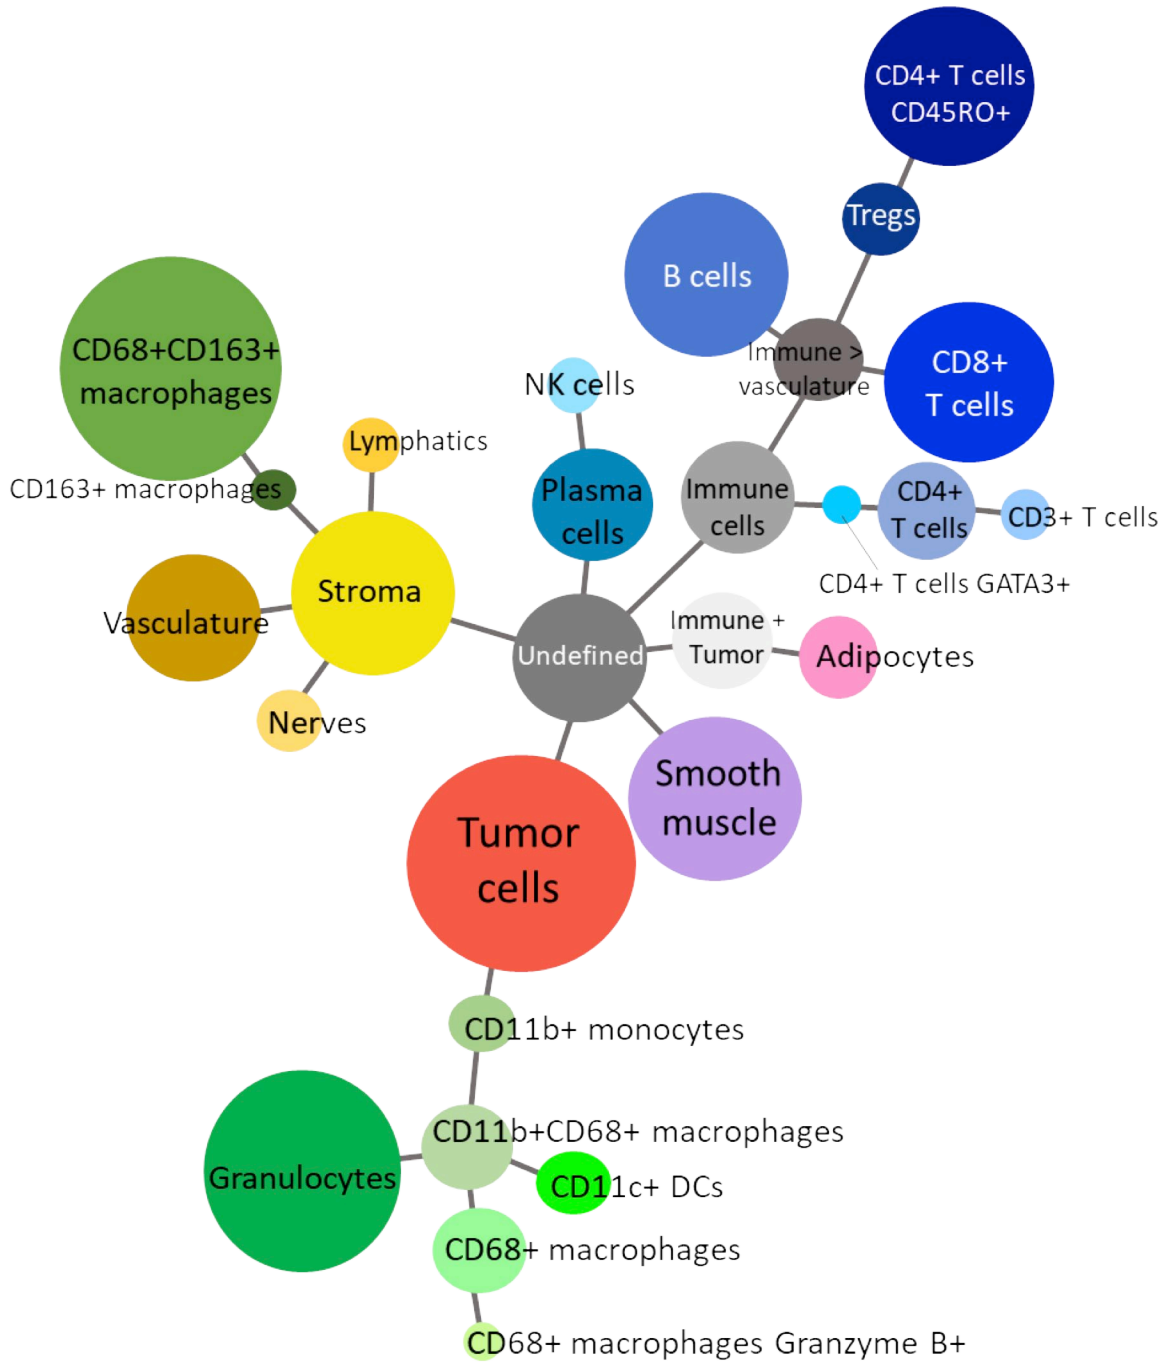 CD4+ T cells
CD45RO+
Tregs
B cells
Immune >
vasculature
CD8+
T cells
CD68+CD163+
macrophages
NK cells
Lymphatics
CD163+ macrophages
Plasma
cells
Immune
cells
CD4+
T cells
CD3+ T cells
CD4+ T cells GATA3+
Stroma
Vasculature
Immune +
Tumor
Undefined
Adipocytes
Nerves
Smooth
muscle
Tumor
cells
CD11b+ monocytes
CD11b+CD68+ macrophages
Granulocytes
CD11c+ DCs
CD68+ macrophages
CD68+ macrophages Granzyme B+